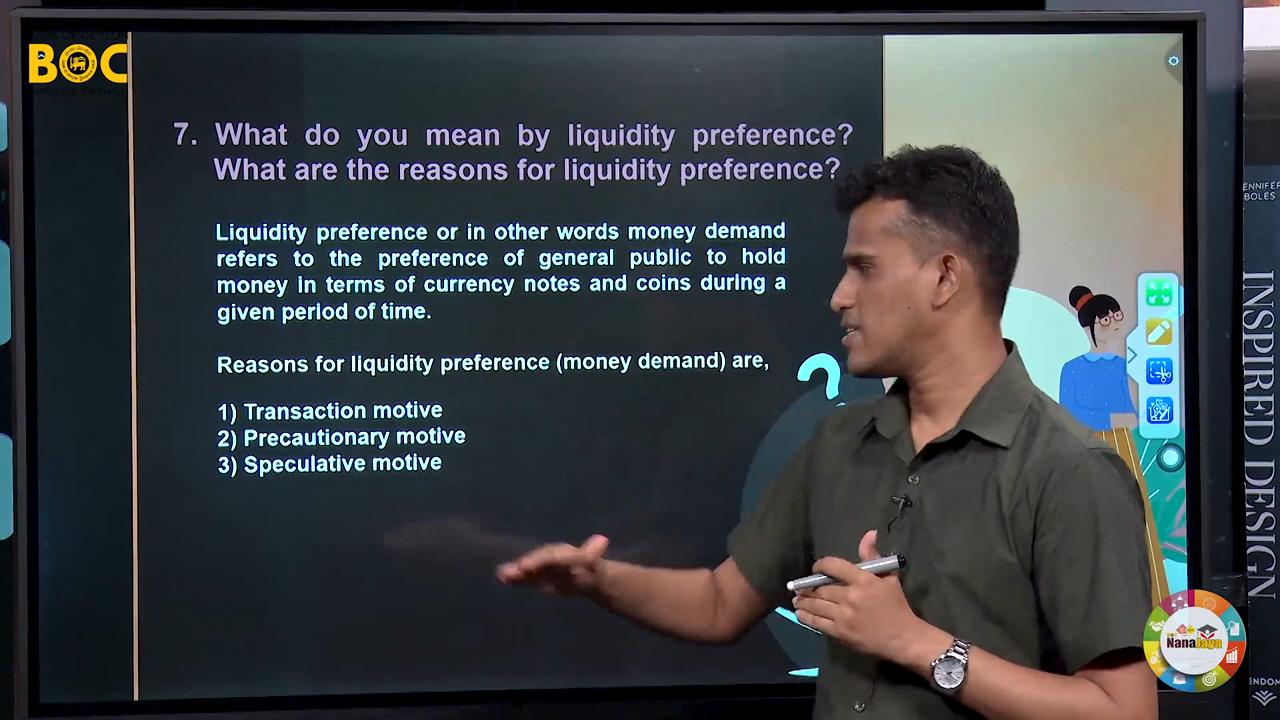 BOC
7. What do you mean by liquidity preference?
What are the reasons for liquidity preference?
Liquidity preference or in other words money demand
refers to the preference of general public to hold
money in terms of currency notes and coins during a
given period of time.
Reasons for liquidity preference (money demand) are,
1) Transaction motive
2) Precautionary motive
3) Speculative motive
?
INSPIRED DESIGN
NanaJaya